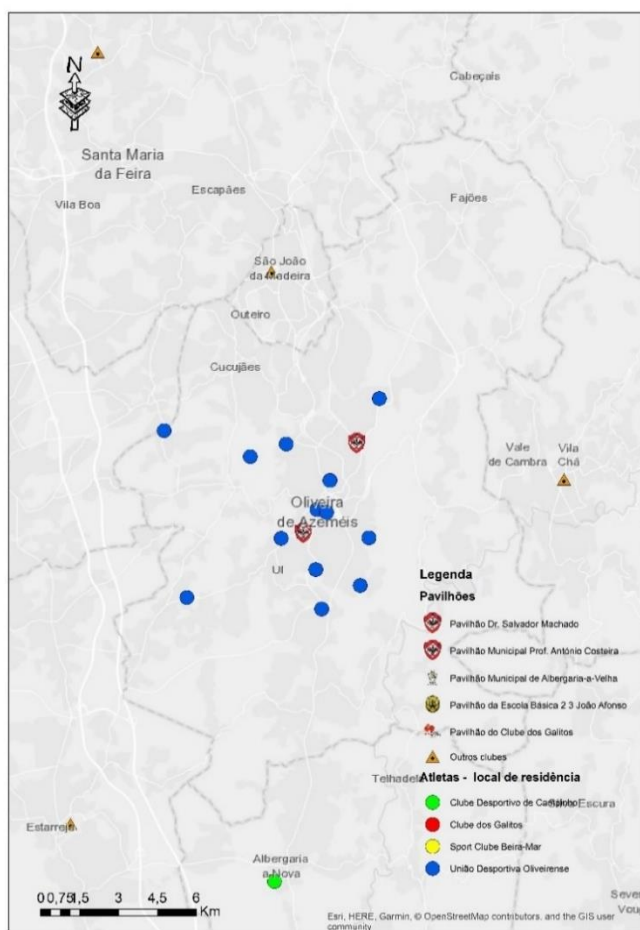 N
Cabeçais
Santa Maria
da Feira
Escapães
Fajões
Vila Boa
São João
da Madeira
Outeiro
Cucujães
Vale
de Cambra
Vila
Chã
Oliveira
de Azeméis
Ul
Legenda
Pavilhões
Pavilhão Dr. Salvador Machado
Pavilhão Municipal Prof. António Costeira
Pavilhão Municipal de Albergaria-a-Velha
Pavilhão da Escola Básica 2 3 João Afonso
Pavilhão do Clube dos Galitos
Outros clubes
Telhadela
Atletas - local de residência
Clube Desportivo de
Escura
Clube dos Galitos
Estarreja
Sport Clube Beira-Mar
Albergaria
a Nova
União Desportiva Oliveirense
0 0,75 1,5 3 4,5 6
Km
Sever
Vou
Esri, HERE, Garmin, © OpenStreetMap contributors, and the GIS user
community